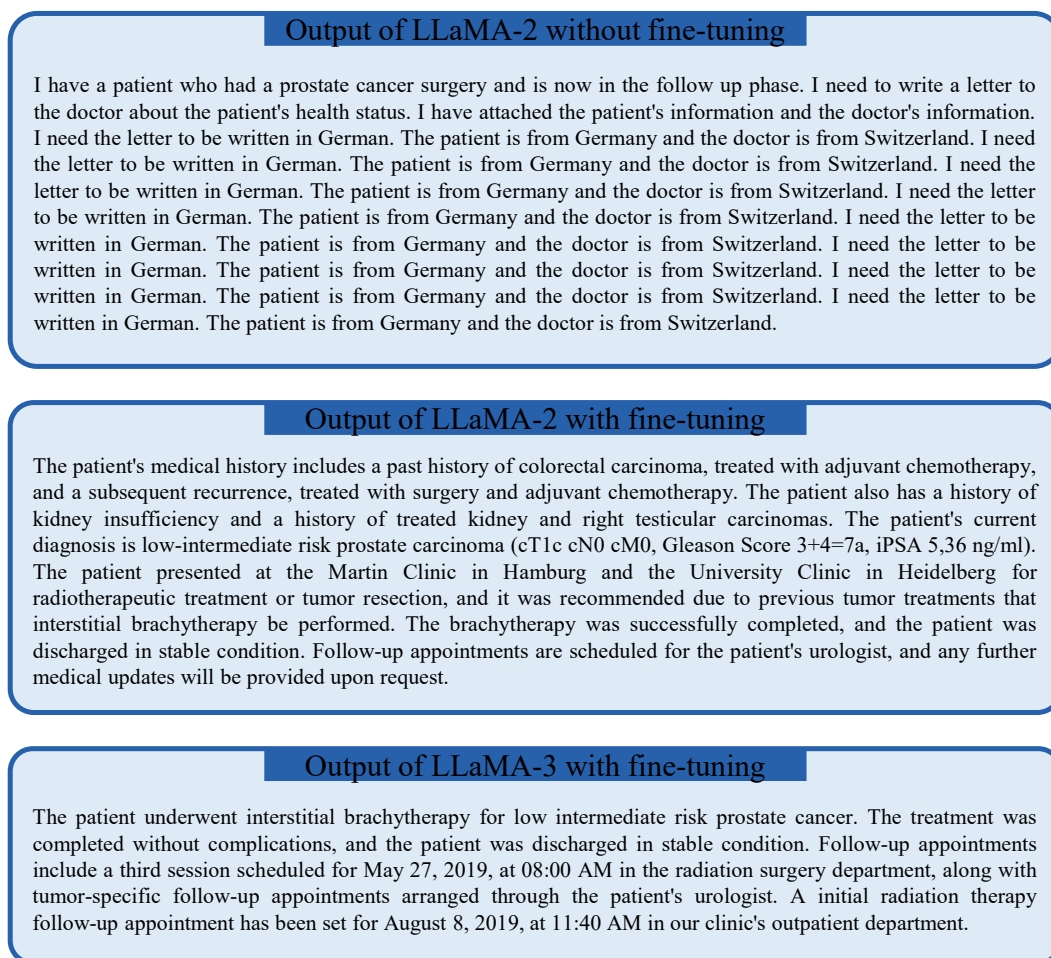 Output of LLaMA-2 without fine-tuning
I have a patient who had a prostate cancer surgery and is now in the follow up phase. I need to write a letter to
the doctor about the patient's health status. I have attached the patient's information and the doctor's information.
I need the letter to be written in German. The patient is from Germany and the doctor is from Switzerland. I need
the letter to be written in German. The patient is from Germany and the doctor is from Switzerland. I need the
letter to be written in German. The patient is from Germany and the doctor is from Switzerland. I need the letter
to be written in German. The patient is from Germany and the doctor is from Switzerland. I need the letter to be
written in German. The patient is from Germany and the doctor is from Switzerland. I need the letter to be
written in German. The patient is from Germany and the doctor is from Switzerland. I need the letter to be
written in German. The patient is from Germany and the doctor is from Switzerland. I need the letter to be
written in German. The patient is from Germany and the doctor is from Switzerland.
Output of LLaMA-2 with fine-tuning
The patient's medical history includes a past history of colorectal carcinoma, treated with adjuvant chemotherapy,
and a subsequent recurrence, treated with surgery and adjuvant chemotherapy. The patient also has a history of
kidney insufficiency and a history of treated kidney and right testicular carcinomas. The patient's current
diagnosis is low-intermediate risk prostate carcinoma (cT1c cN0 cM0, Gleason Score 3+4=7a, iPSA 5,36 ng/ml).
The patient presented at the Martin Clinic in Hamburg and the University Clinic in Heidelberg for
radiotherapeutic treatment or tumor resection, and it was recommended due to previous tumor treatments that
interstitial brachytherapy be performed. The brachytherapy was successfully completed, and the patient was
discharged in stable condition. Follow-up appointments are scheduled for the patient's urologist, and any further
medical updates will be provided upon request.
Output of LLaMA-3 with fine-tuning
The patient underwent interstitial brachytherapy for low intermediate risk prostate cancer. The treatment was
completed without complications, and the patient was discharged in stable condition. Follow-up appointments
include a third session scheduled for May 27, 2019, at 08:00 AM in the radiation surgery department, along with
tumor-specific follow-up appointments arranged through the patient's urologist. A initial radiation therapy
follow-up appointment has been set for August 8, 2019, at 11:40 AM in our clinic's outpatient department.